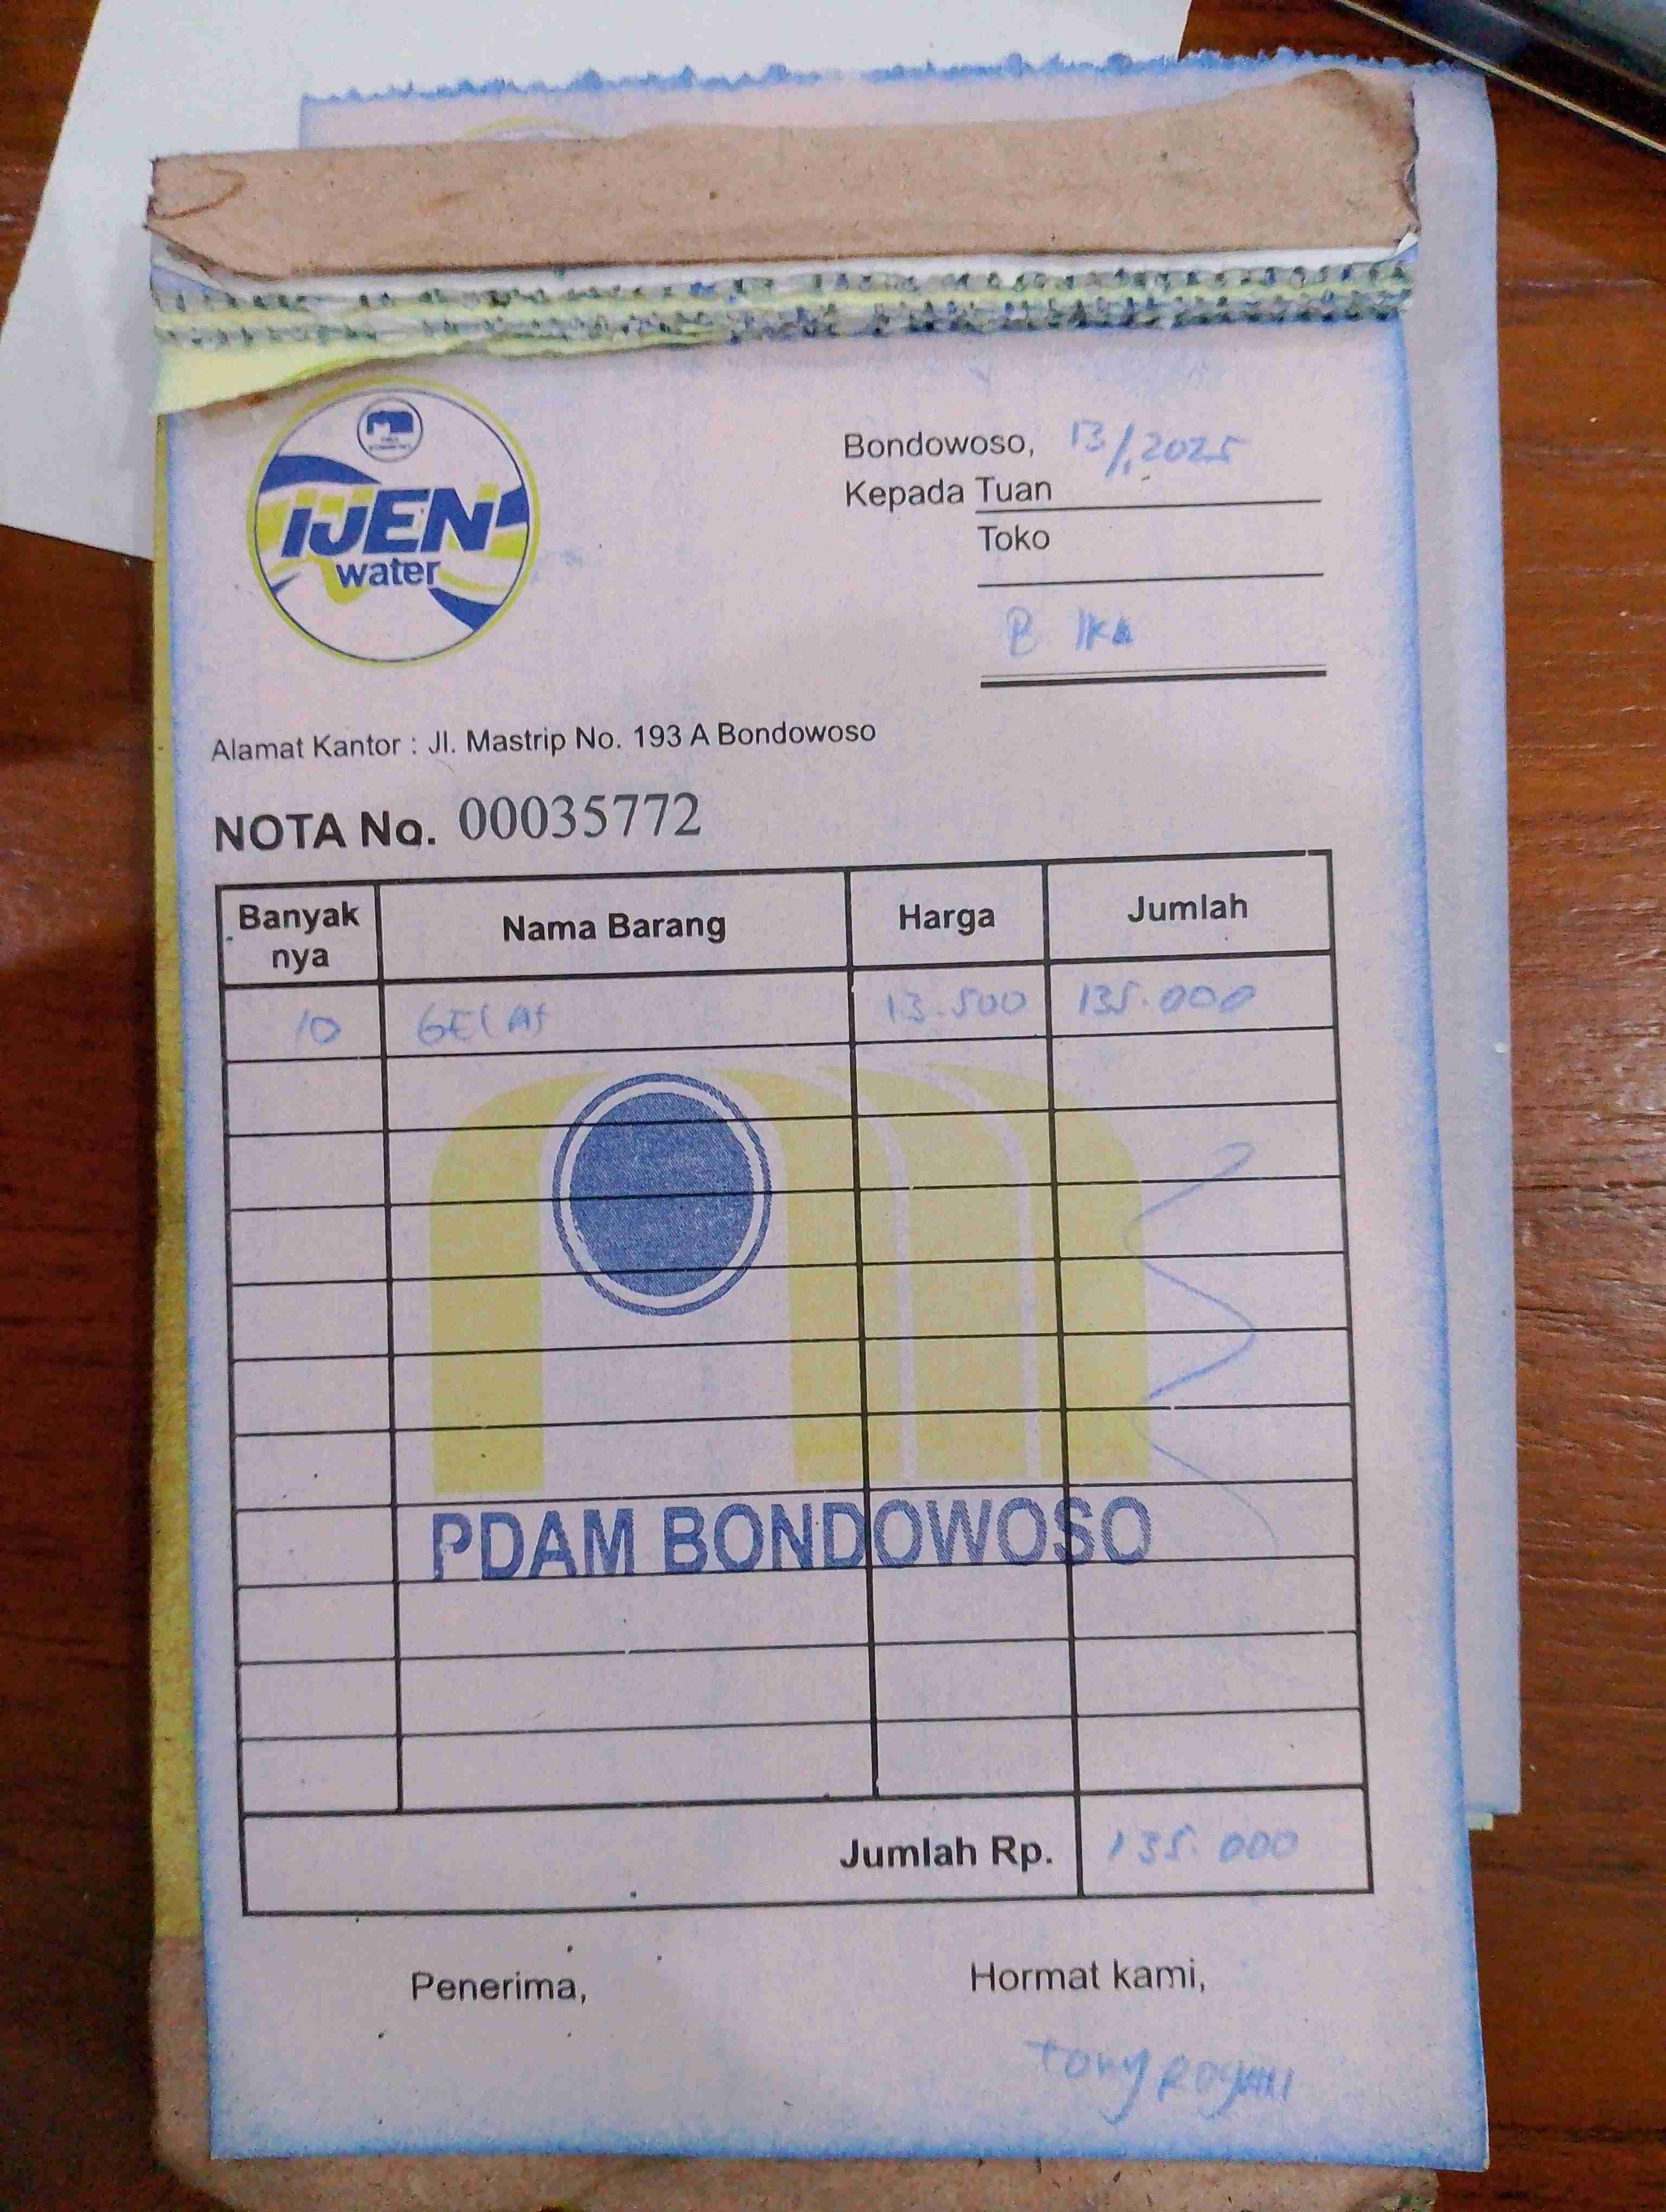 IJEN
water
Bondowoso, 13/1 2025
Kepada Tuan
Toko
B IKA
Alamat Kantor : Jl. Mastrip No. 193 A Bondowoso
NOTA No. 00035772
Banyak nya Nama Barang Harga Jumlah
10 GELAS 13.500 135.000
PDAM BONDOWOSO
Jumlah Rp. 135.000
Penerima, Hormat kami,
Tony